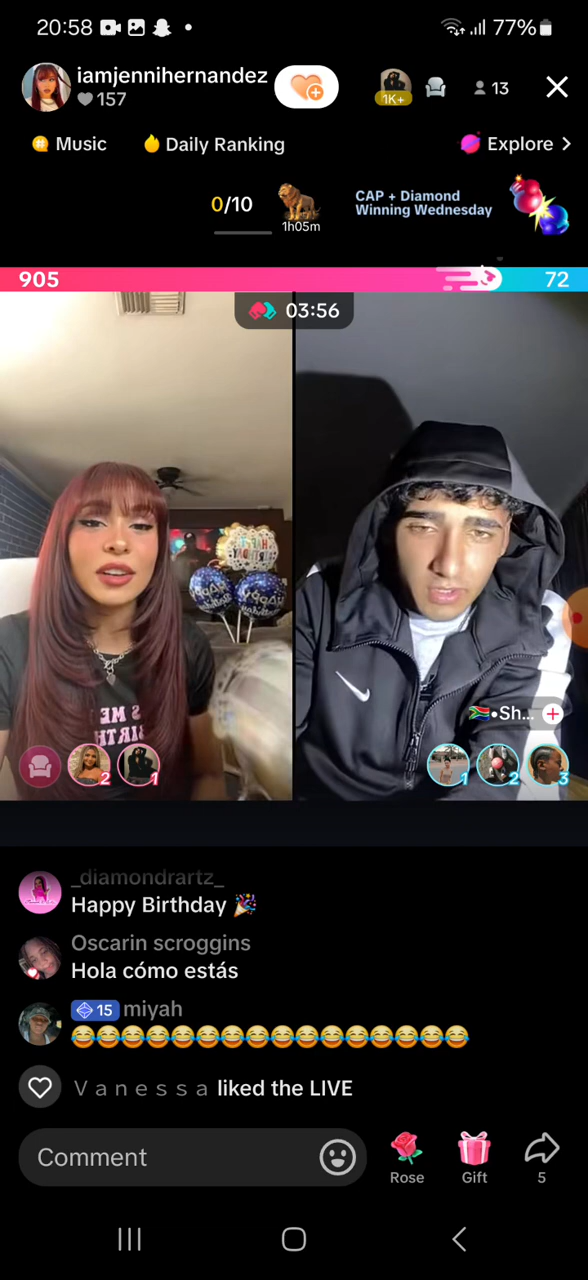 20:58
77%
iamjennihernandez
157
1K+
13
Music
Daily Ranking
Explore
0/10
1h05m
CAP + Diamond
Winning Wednesday
905
72
03:56
Happy
Sh...
2
1
1
2
3
_diamondrartz_
Happy Birthday 🎉
Oscarin scroggins
Hola cómo estás
15 miyah
😂😂😂😂😂😂😂😂😂😂😂😂😂😂😂😂
V a n e s s a liked the LIVE
Comment
Rose
Gift
5